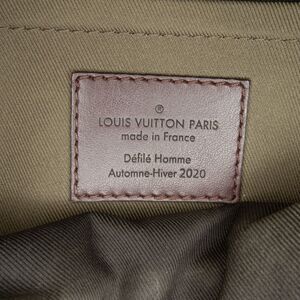 ®
LOUIS VUITTON PARIS
made in France
Défilé Homme
Automne-Hiver 2020